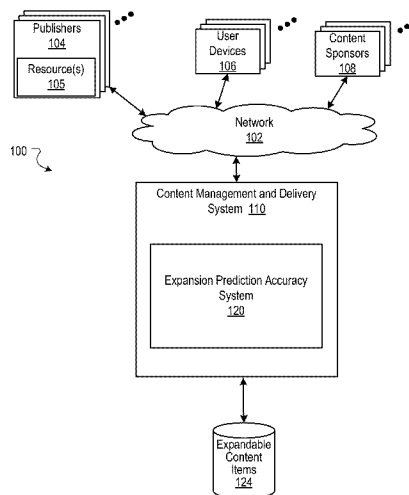 Publishers
104
Resource(s)
105
User
Devices
106
Content
Sponsors
108
Network
102
100
Content Management and Delivery
System 110
Expansion Prediction Accuracy
System
120
Expandable
Content
Items
124